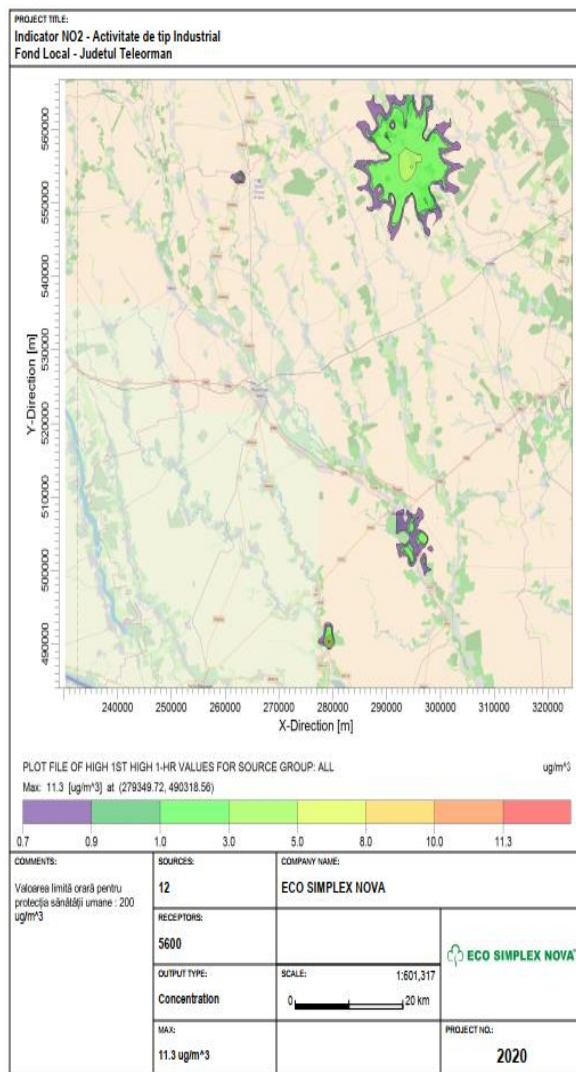 PROJECT TITLE:
Indicator NO2 - Activitate de tip Industrial
Fond Local - Judetul Teleorman
Y-Direction [m]
560000
550000
540000
530000
520000
510000
500000
490000
240000 250000 260000 270000 280000 290000 300000 310000 320000
X-Direction [m]
PLOT FILE OF HIGH 1ST HIGH 1-HR VALUES FOR SOURCE GROUP: ALL
ug/m^3
Max: 11.3 [ug/m^3] at (279349.72, 490318.56)
0.7 0.9 1.0 3.0 5.0 8.0 10.0 11.3
COMMENTS:
Valoarea limită orară pentru
protecția sănătății umane : 200
ug/m^3
SOURCES:
12
COMPANY NAME:
ECO SIMPLEX NOVA
RECEPTORS:
5600
OUTPUT TYPE:
Concentration
SCALE:
1:601,317
0
20 km
ECO SIMPLEX NOVA
MAX:
11.3 ug/m^3
PROJECT NO.:
2020